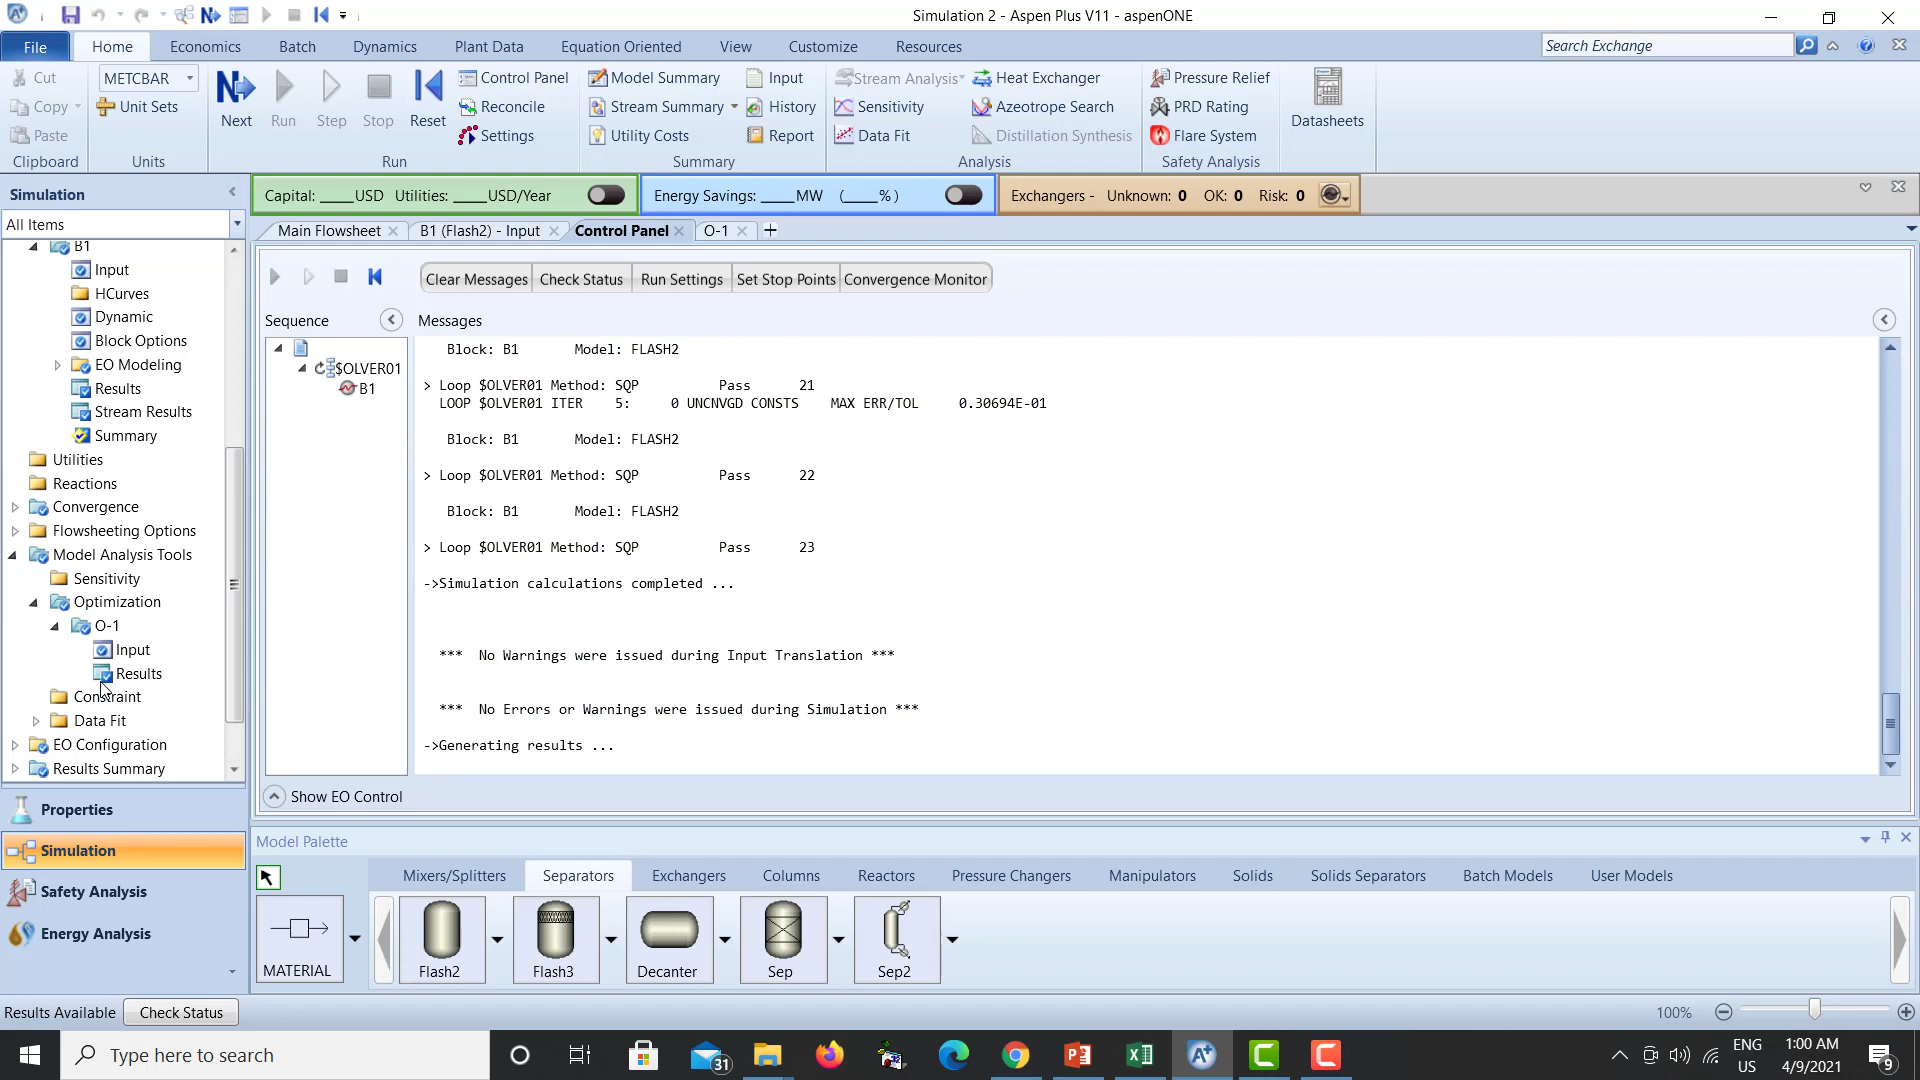 Simulation 2 - Aspen Plus V11 - aspenONE
File Home Economics Batch Dynamics Plant Data Equation Oriented View Customize Resources Search Exchange
Cut METCBAR Control Panel Model Summary Input Stream Analysis Heat Exchanger Pressure Relief
Copy Unit Sets Reconcile Stream Summary History Sensitivity Azeotrope Search PRD Rating
Next Run Step Stop Reset Datasheets
Paste Settings Utility Costs Report Data Fit Distillation Synthesis Flare System
Clipboard Units Run Summary Analysis Safety Analysis
Simulation
Capital: ____USD Utilities: ____USD/Year Energy Savings: ____MW (____%) Exchangers - Unknown: 0 OK: 0 Risk: 0
All Items
Main Flowsheet B1 (Flash2) - Input Control Panel O-1
B1
Input
HCurves
Dynamic
Block Options
EO Modeling
Results
Stream Results
Summary
Utilities
Reactions
Convergence
Flowsheeting Options
Model Analysis Tools
Sensitivity
Optimization
O-1
Input
Results
Constraint
Data Fit
EO Configuration
Results Summary
Properties
Simulation
Safety Analysis
Energy Analysis
Clear Messages Check Status Run Settings Set Stop Points Convergence Monitor
Sequence Messages
$OLVER01
B1
Block: B1 Model: FLASH2
> Loop $OLVER01 Method: SQP Pass 21
LOOP $OLVER01 ITER 5: 0 UNCNVGD CONSTS MAX ERR/TOL 0.30694E-01
Block: B1 Model: FLASH2
> Loop $OLVER01 Method: SQP Pass 22
Block: B1 Model: FLASH2
> Loop $OLVER01 Method: SQP Pass 23
->Simulation calculations completed ...
*** No Warnings were issued during Input Translation ***
*** No Errors or Warnings were issued during Simulation ***
->Generating results ...
Show EO Control
Model Palette
Mixers/Splitters Separators Exchangers Columns Reactors Pressure Changers Manipulators Solids Solids Separators Batch Models User Models
MATERIAL Flash2 Flash3 Decanter Sep Sep2
Results Available Check Status 100%
Type here to search 31 ENG 1:00 AM
US 4/9/2021 9